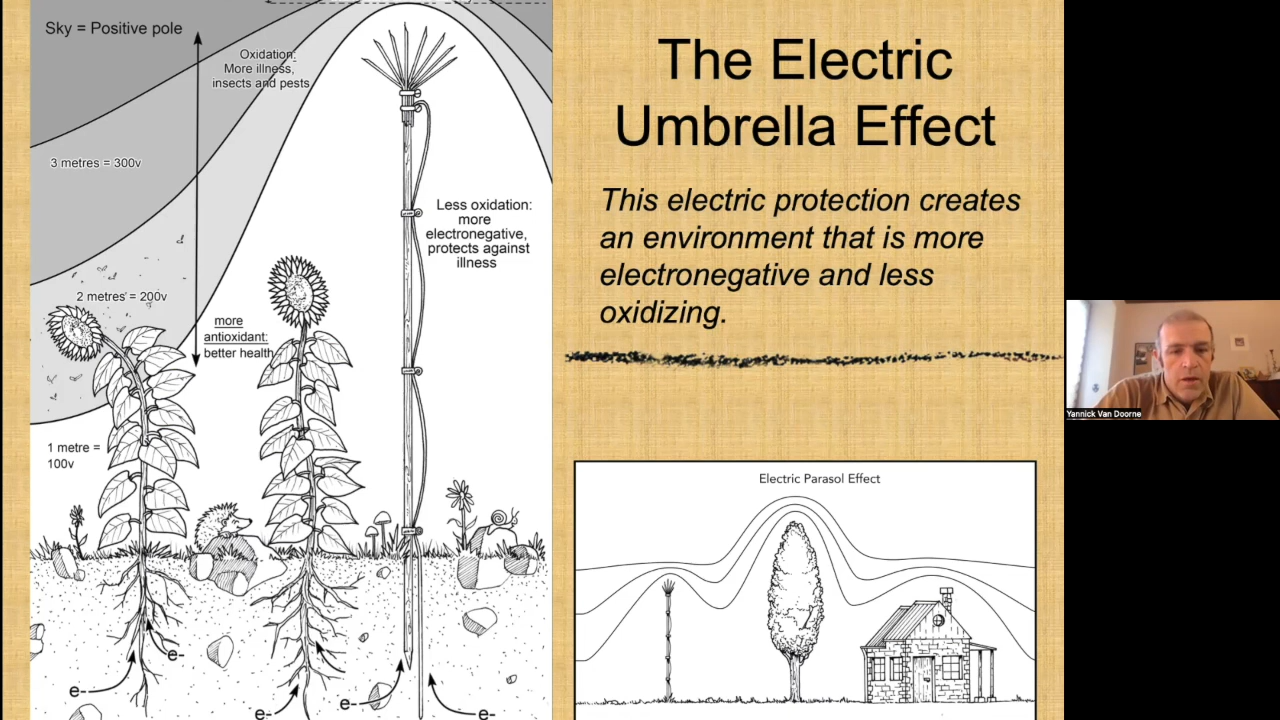 Sky = Positive pole
Oxidation:
More illness,
insects and pests
3 metres = 300v
Less oxidation:
more
electronegative,
protects against
illness
2 metres = 200v
more
antioxidant:
better health
1 metre =
100v
e-
e-
e-
e-
e-
The Electric
Umbrella Effect
This electric protection creates
an environment that is more
electronegative and less
oxidizing.
Electric Parasol Effect
Yannick Van Doorne